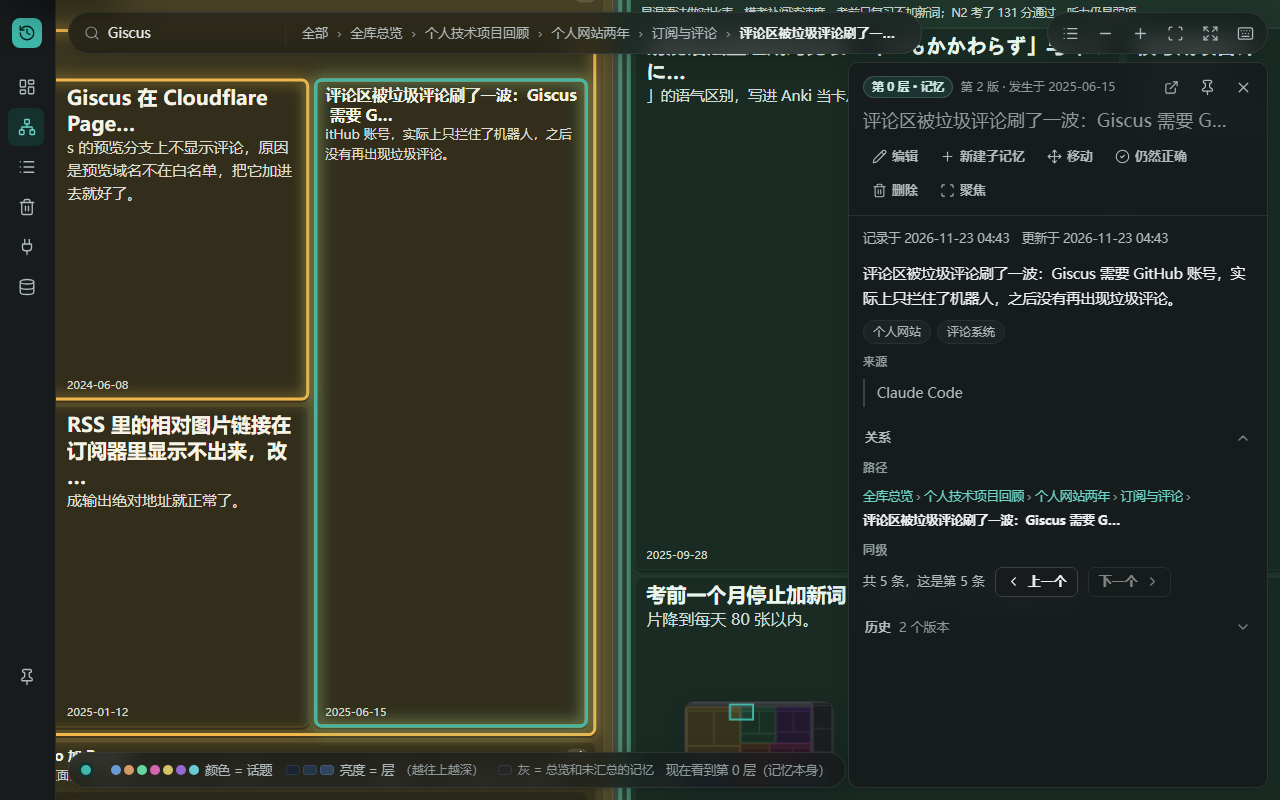 Giscus
全部 › 全库总览 › 个人技术项目回顾 › 个人网站两年 › 订阅与评论 › 评论区被垃圾评论刷了一…
N2 考了 131 分通过
Giscus 在 Cloudflare
Page...
s 的预览分支上不显示评论，原因
是预览域名不在白名单，把它加进
去就好了。
2024-06-08
RSS 里的相对图片链接在
订阅器里显示不出来，改
...
成输出绝对地址就正常了。
2025-01-12
评论区被垃圾评论刷了一波：Giscus
需要 G...
itHub 账号，实际上只拦住了机器人，之后
没有再出现垃圾评论。
2025-06-15
もかかわらず」
に...
」的语气区别，写进 Anki 当卡
2025-09-28
考前一个月停止加新词
片降到每天 80 张以内。
第 0 层 • 记忆 第 2 版 · 发生于 2025-06-15
评论区被垃圾评论刷了一波：Giscus 需要 G...
编辑 新建子记忆 移动 仍然正确
删除 聚焦
记录于 2026-11-23 04:43 更新于 2026-11-23 04:43
评论区被垃圾评论刷了一波：Giscus 需要 GitHub 账号，实
际上只拦住了机器人，之后没有再出现垃圾评论。
个人网站 评论系统
来源
Claude Code
关系
路径
全库总览 › 个人技术项目回顾 › 个人网站两年 › 订阅与评论 ›
评论区被垃圾评论刷了一波：Giscus 需要 G...
同级
共 5 条，这是第 5 条 上一个 下一个
历史 2 个版本
颜色 = 话题 亮度 = 层 （越往上越深） 灰 = 总览和未汇总的记忆 现在看到第 0 层（记忆本身）